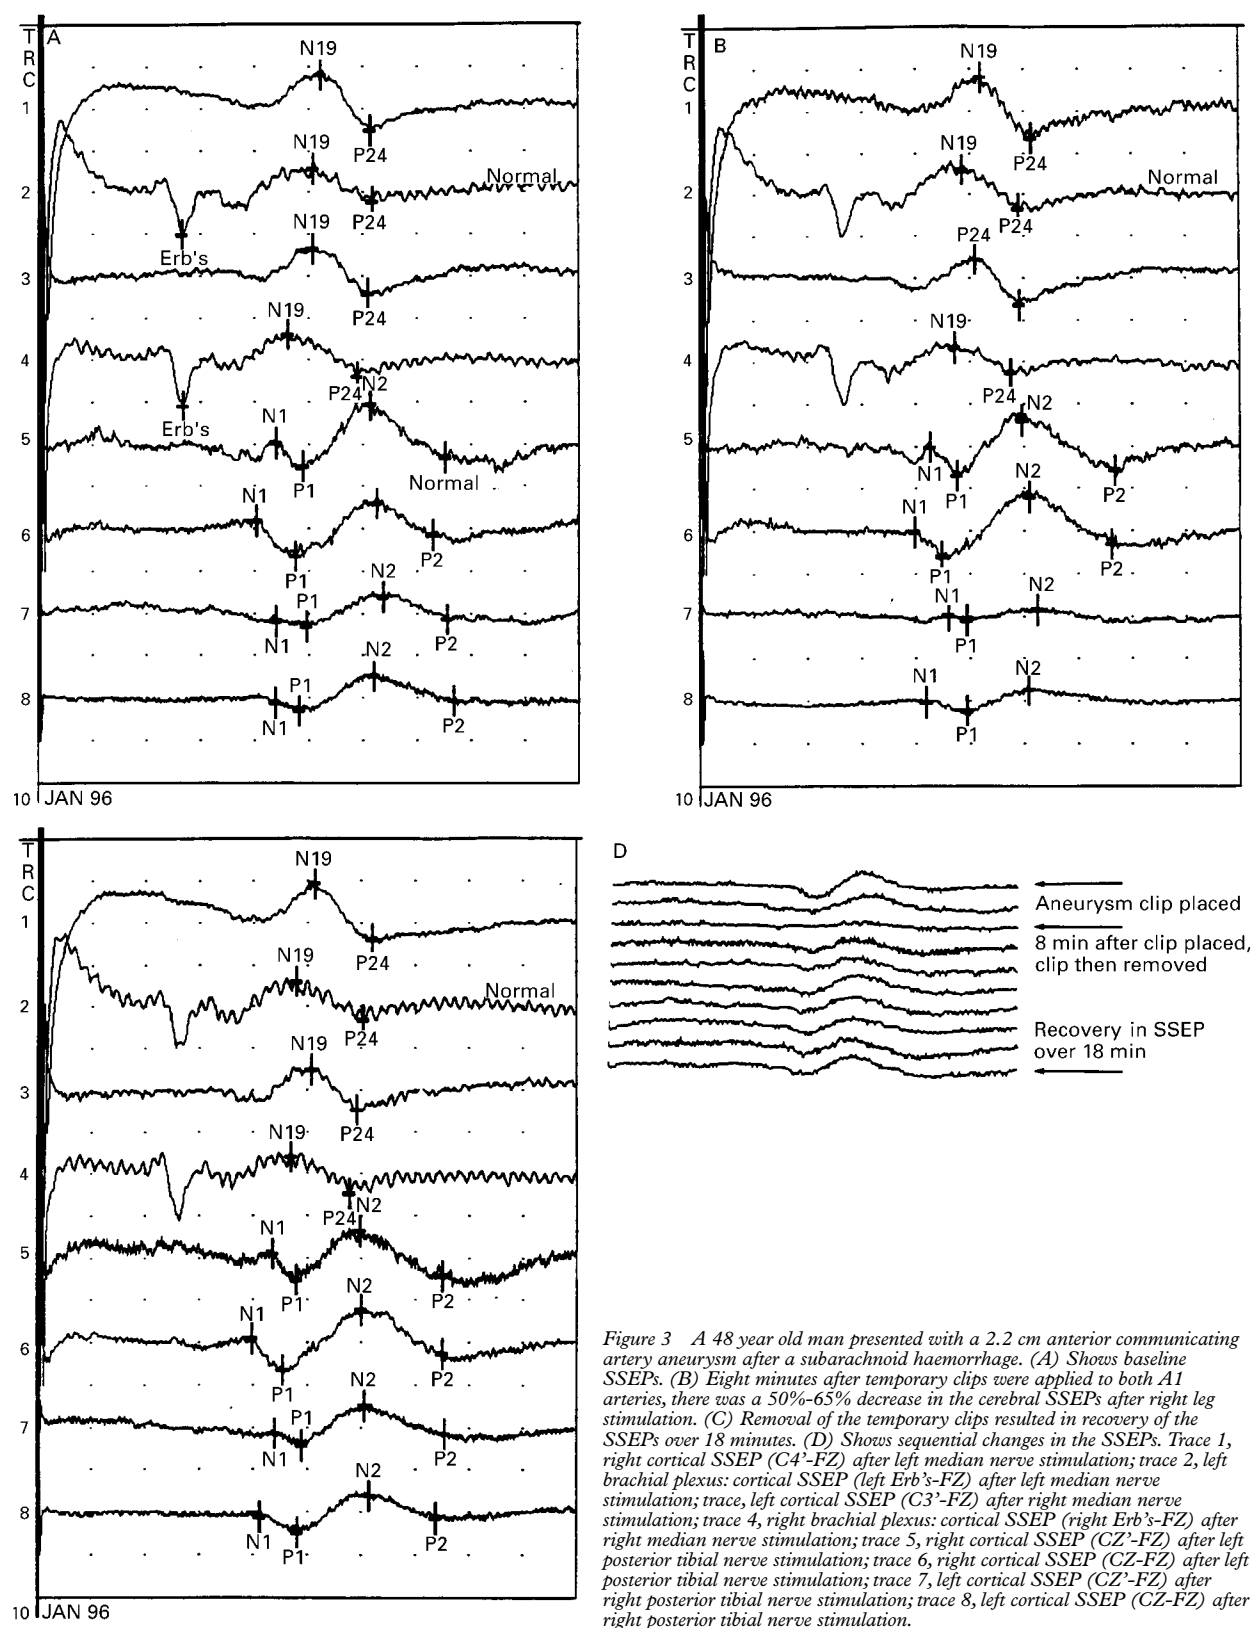 A
T
R
C
N19
1
P24
N19
2
Normal
P24
Erb's
N19
3
P24
N19
4
P24
N2
Erb's
N1
5
P1
Normal
N1
6
P1
P2
N2
P1
7
N1
P2
N2
P1
8
N1
P2
10 JAN 96
B
T
R
C
N19
1
P24
N19
2
Normal
P24
P24
3
N19
4
P24
N2
5
N1
P1
P2
N2
N1
6
P1
P2
N2
N1
7
P1
N2
N1
8
P1
10 JAN 96
T
R
C
N19
1
P24
N19
2
Normal
P24
N19
3
P24
N19
4
P24
N2
N1
5
P1
P2
N2
N1
6
P1
P2
N2
P1
7
N1
P2
N2
8
N1
P1
P2
10 JAN 96
D
Aneurysm clip placed
8 min after clip placed,
clip then removed
Recovery in SSEP
over 18 min
Figure 3 A 48 year old man presented with a 2.2 cm anterior communicating
artery aneurysm after a subarachnoid haemorrhage. (A) Shows baseline
SSEPs. (B) Eight minutes after temporary clips were applied to both A1
arteries, there was a 50%-65% decrease in the cerebral SSEPs after right leg
stimulation. (C) Removal of the temporary clips resulted in recovery of the
SSEPs over 18 minutes. (D) Shows sequential changes in the SSEPs. Trace 1,
right cortical SSEP (C4'-FZ) after left median nerve stimulation; trace 2, left
brachial plexus: cortical SSEP (left Erb's-FZ) after left median nerve
stimulation; trace, left cortical SSEP (C3'-FZ) after right median nerve
stimulation; trace 4, right brachial plexus: cortical SSEP (right Erb's-FZ) after
right median nerve stimulation; trace 5, right cortical SSEP (CZ'-FZ) after left
posterior tibial nerve stimulation; trace 6, right cortical SSEP (CZ-FZ) after left
posterior tibial nerve stimulation; trace 7, left cortical SSEP (CZ'-FZ) after
right posterior tibial nerve stimulation; trace 8, left cortical SSEP (CZ-FZ) after
right posterior tibial nerve stimulation.